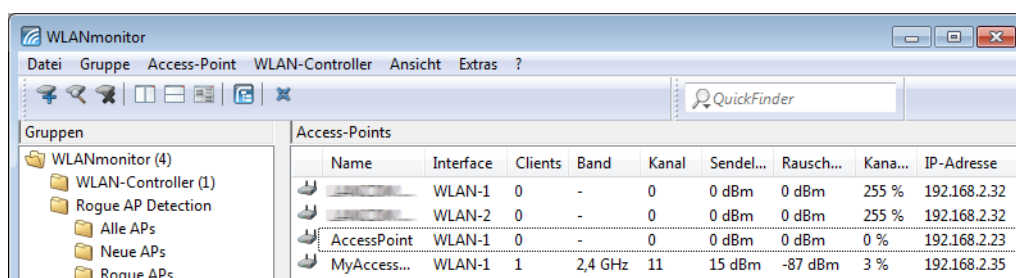 WLANmonitor
Datei Gruppe Access-Point WLAN-Controller Ansicht Extras ?
QuickFinder
Gruppen
WLANmonitor (4)
WLAN-Controller (1)
Rogue AP Detection
Alle APs
Neue APs
Rogue APs
Access-Points
Name Interface Clients Band Kanal Sendel... Rausch... Kana... IP-Adresse
WLAN-1 0 - 0 0 dBm 0 dBm 255 % 192.168.2.32
WLAN-2 0 - 0 0 dBm 0 dBm 255 % 192.168.2.32
AccessPoint WLAN-1 0 - 0 0 dBm 0 dBm 0 % 192.168.2.23
MyAccess... WLAN-1 1 2,4 GHz 11 15 dBm -87 dBm 3 % 192.168.2.35